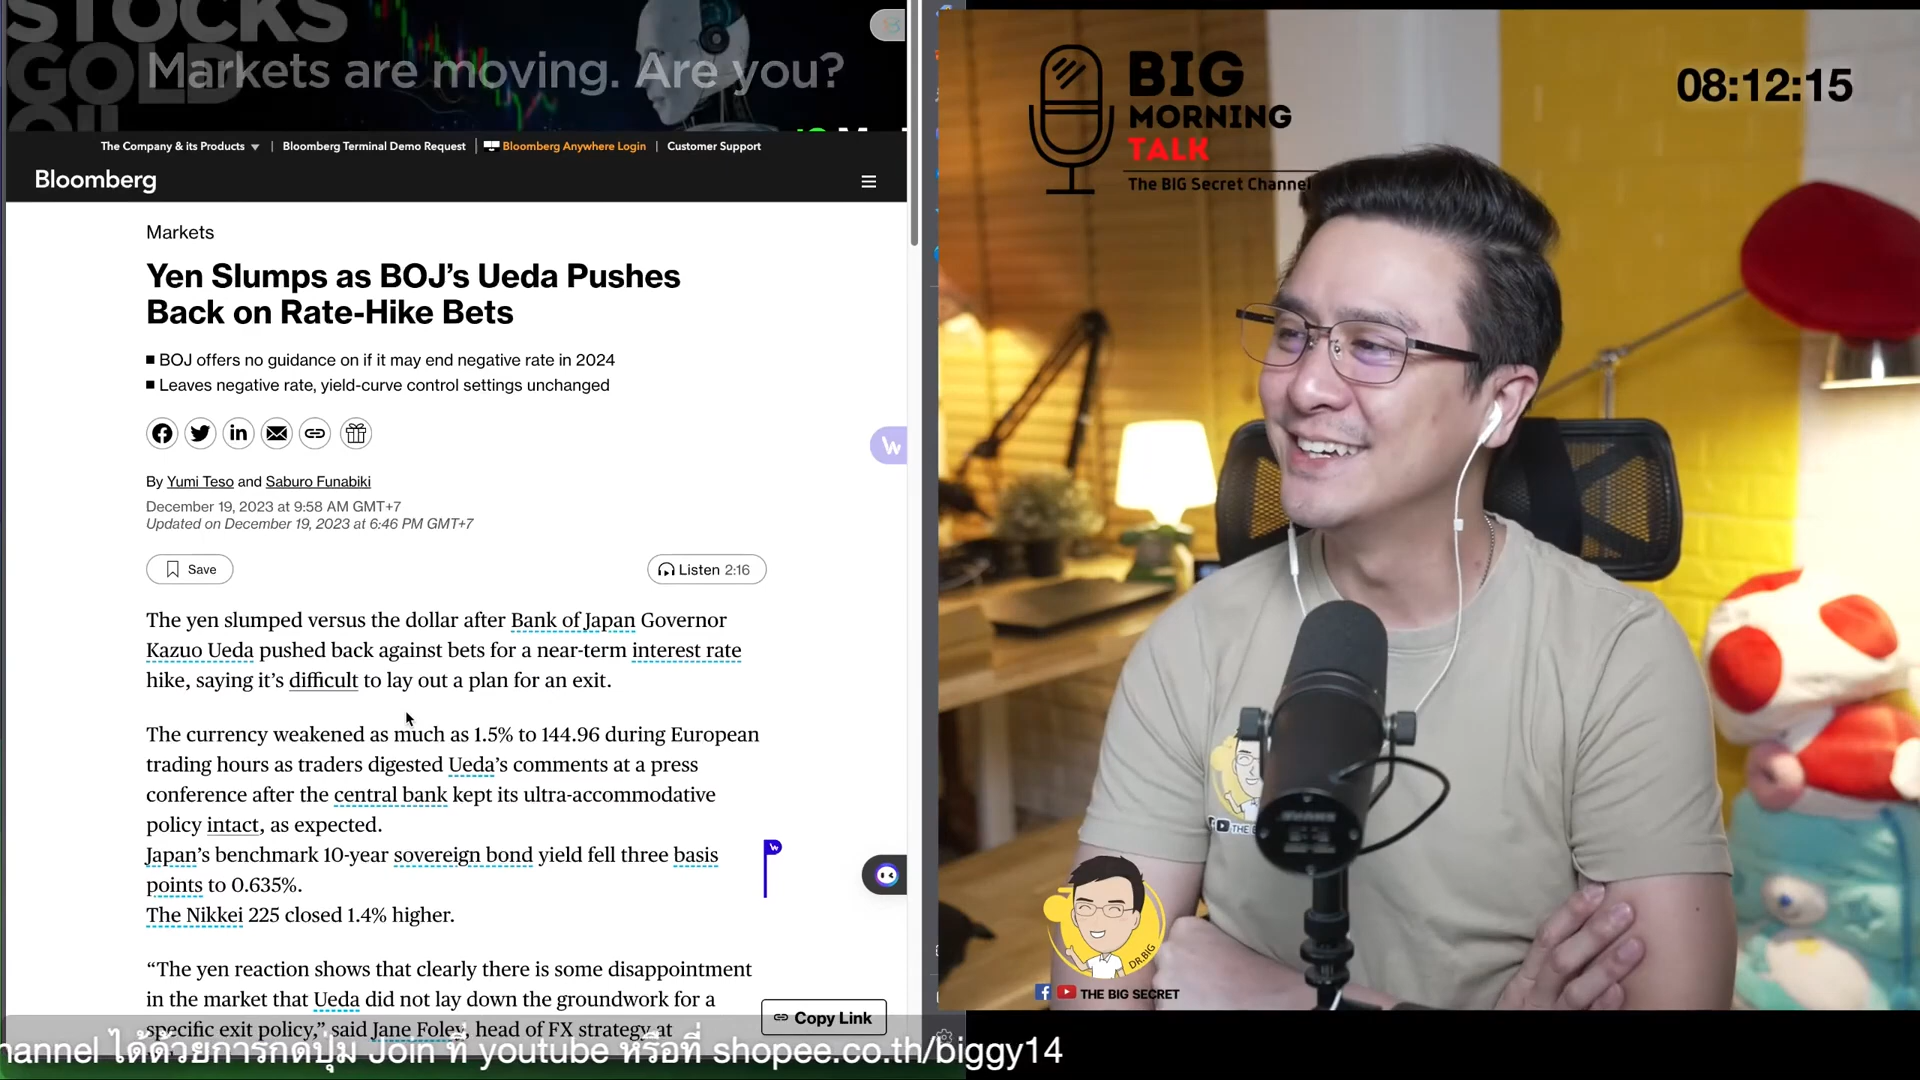 STOCKS
GOLD
OIL
Markets are moving. Are you?
The Company & its Products
Bloomberg Terminal Demo Request
Bloomberg Anywhere Login
Customer Support
Bloomberg
Markets
Yen Slumps as BOJ's Ueda Pushes
Back on Rate-Hike Bets
BOJ offers no guidance on if it may end negative rate in 2024
Leaves negative rate, yield-curve control settings unchanged
By Yumi Teso and Saburo Funabiki
December 19, 2023 at 9:58 AM GMT+7
Updated on December 19, 2023 at 6:46 PM GMT+7
Save
Listen 2:16
The yen slumped versus the dollar after Bank of Japan Governor
Kazuo Ueda pushed back against bets for a near-term interest rate
hike, saying it's difficult to lay out a plan for an exit.
The currency weakened as much as 1.5% to 144.96 during European
trading hours as traders digested Ueda's comments at a press
conference after the central bank kept its ultra-accommodative
policy intact, as expected.
Japan's benchmark 10-year sovereign bond yield fell three basis
points to 0.635%.
The Nikkei 225 closed 1.4% higher.
“The yen reaction shows that clearly there is some disappointment
in the market that Ueda did not lay down the groundwork for a
specific exit policy,” said Jane Foley, head of FX strategy at
Copy Link
BIG
MORNING
TALK
The BIG Secret Channel
08:12:15
DR.BIG
THE BIG SECRET
hannel ได้ด้วยการกดปุ่ม Join ที่ youtube หรือที่ shopee.co.th/biggy14